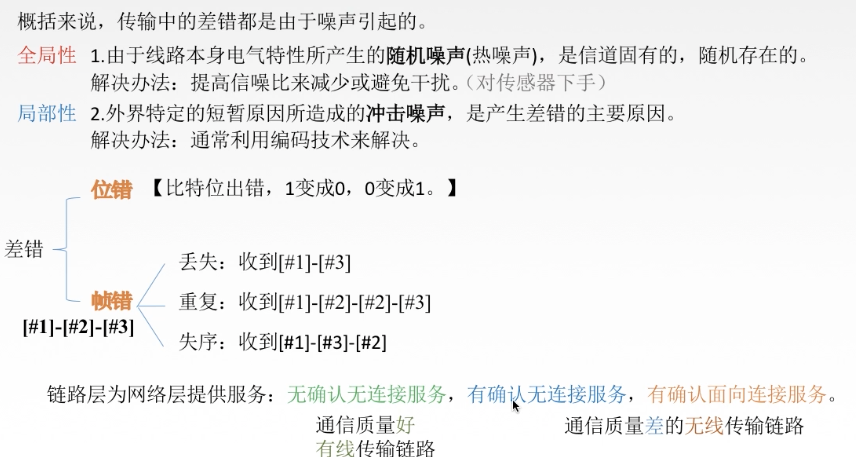 概括来说，传输中的差错都是由于噪声引起的。
全局性 1.由于线路本身电气特性所产生的随机噪声(热噪声)，是信道固有的，随机存在的。
解决办法：提高信噪比来减少或避免干扰。（对传感器下手）
局部性 2.外界特定的短暂原因所造成的冲击噪声，是产生差错的主要原因。
解决办法：通常利用编码技术来解决。
位错 【比特位出错，1变成0，0变成1。】
差错
丢失：收到[#1]-[#3]
帧错 重复：收到[#1]-[#2]-[#2]-[#3]
[#1]-[#2]-[#3]
失序：收到[#1]-[#3]-[#2]
链路层为网络层提供服务：无确认无连接服务，有确认无连接服务，有确认面向连接服务。
通信质量好 通信质量差的无线传输链路
有线传输链路